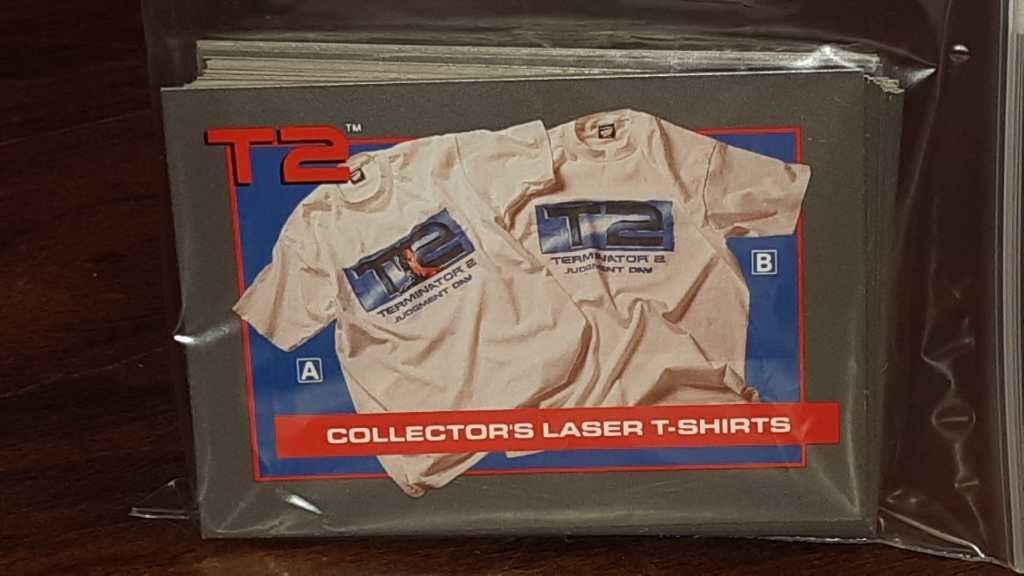 T2™
T2
TERMINATOR 2
JUDGMENT DAY
T2
TERMINATOR 2
JUDGMENT DAY
B
A
COLLECTOR'S LASER T-SHIRTS